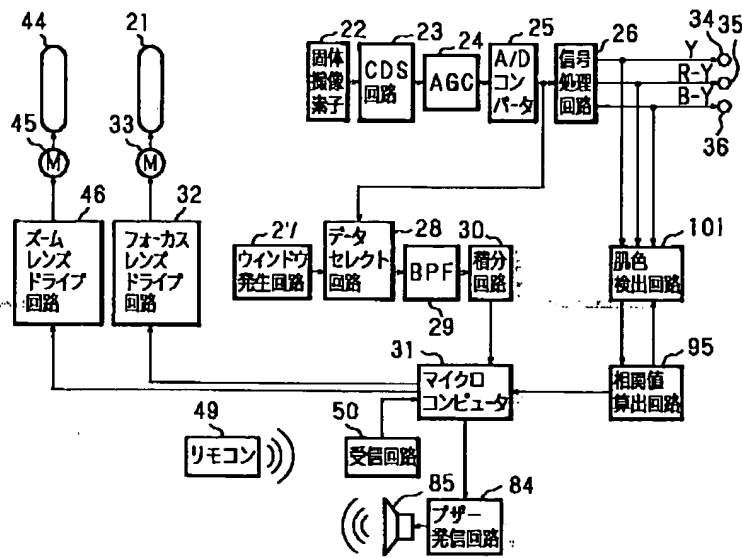 44
21
22
23
24
25
26
34
35
固体
撮像
素子
CDS
回路
AGC
A/D
コン
バータ
信号
処理
回路
Y
R-Y
B-Y
36
45
M
33
M
46
32
ズーム
レンズ
ドライブ
回路
フォーカス
レンズ
ドライブ
回路
27
ウィンドウ
発生回路
データ
セレクト
回路
28
BPF
29
30
積分
回路
101
肌色
検出回路
31
マイクロ
コンピュータ
95
相関値
算出回路
49
リモコン
50
受信回路
85
84
ブザー
発信回路